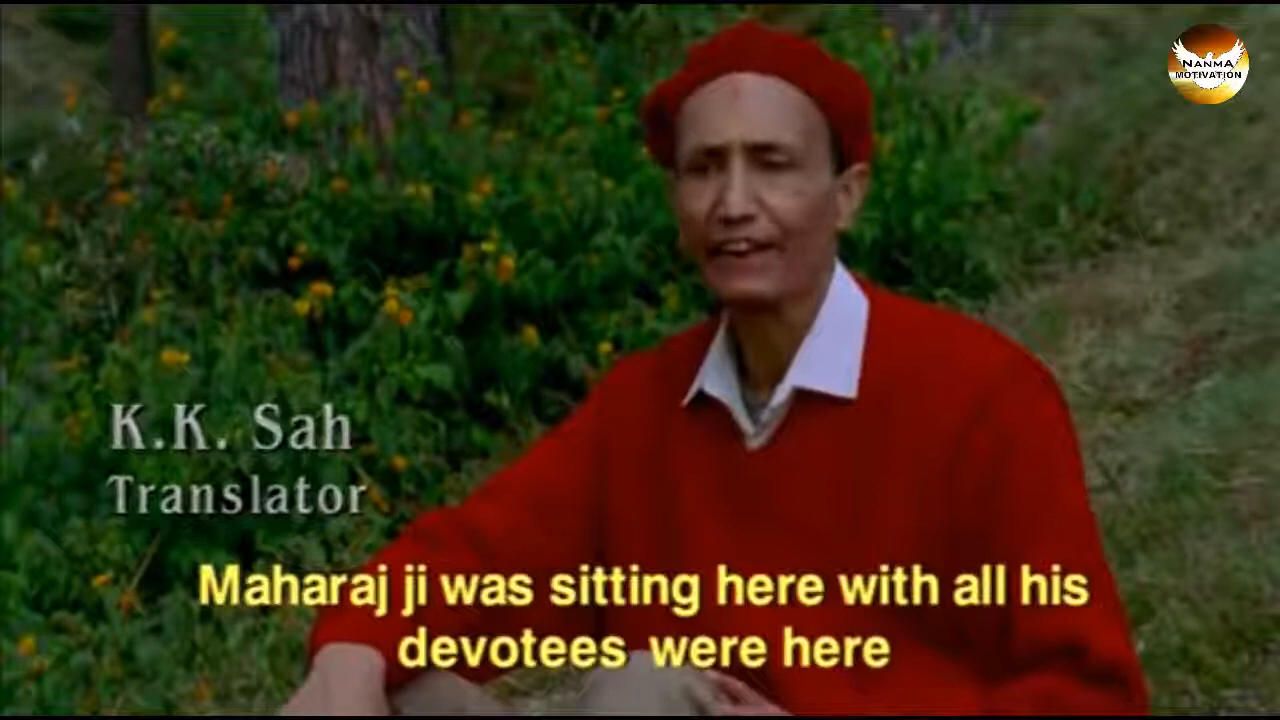 NANMA
MOTIVATION
K.K. Sah
Translator
Maharaj ji was sitting here with all his
devotees were here